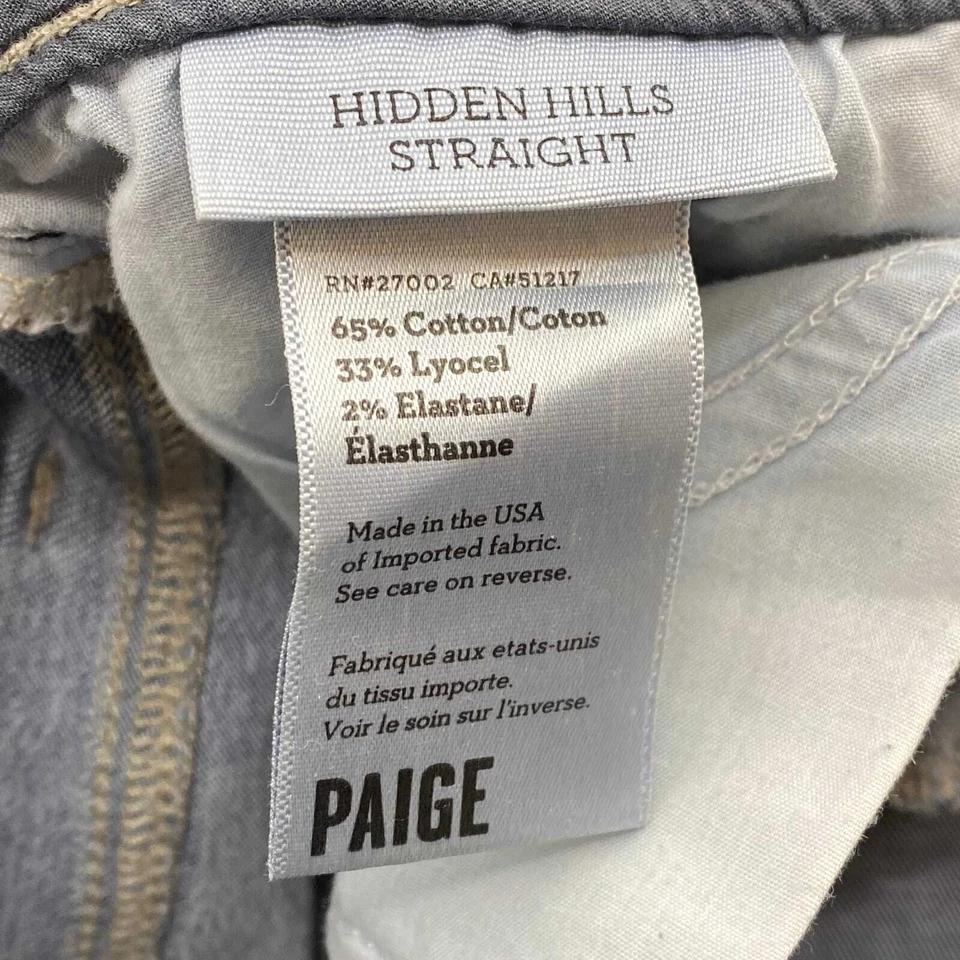 HIDDEN HILLS
STRAIGHT
RN#27002 CA#51217
65% Cotton/Coton
33% Lyocel
2% Elastane/
Élasthanne
Made in the USA
of Imported fabric.
See care on reverse.
Fabriqué aux etats-unis
du tissu importe.
Voir le soin sur l'inverse.
PAIGE